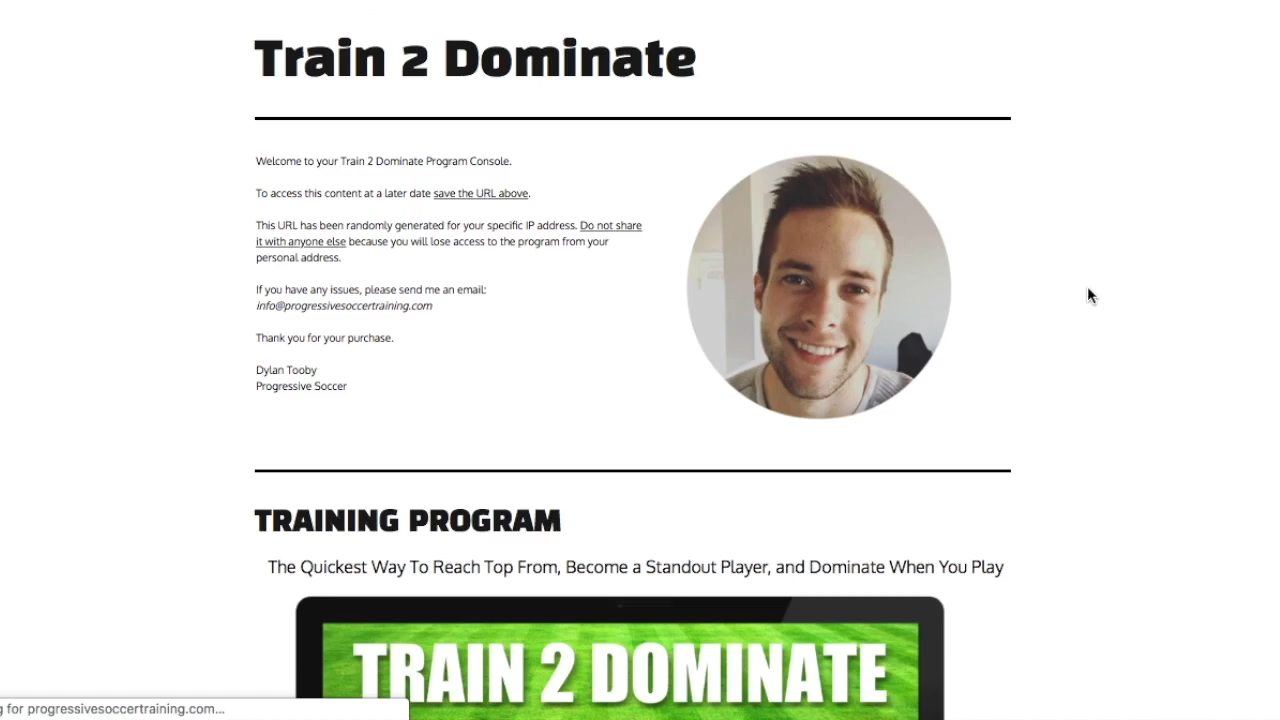 Train 2 Dominate
Welcome to your Train 2 Dominate Program Console.
To access this content at a later date save the URL above.
This URL has been randomly generated for your specific IP address. Do not share
it with anyone else because you will lose access to the program from your
personal address.
If you have any issues, please send me an email:
info@progressivesoccertraining.com
Thank you for your purchase.
Dylan Tooby
Progressive Soccer
TRAINING PROGRAM
The Quickest Way To Reach Top From, Become a Standout Player, and Dominate When You Play
TRAIN 2 DOMINATE
g for progressivesoccertraining.com...